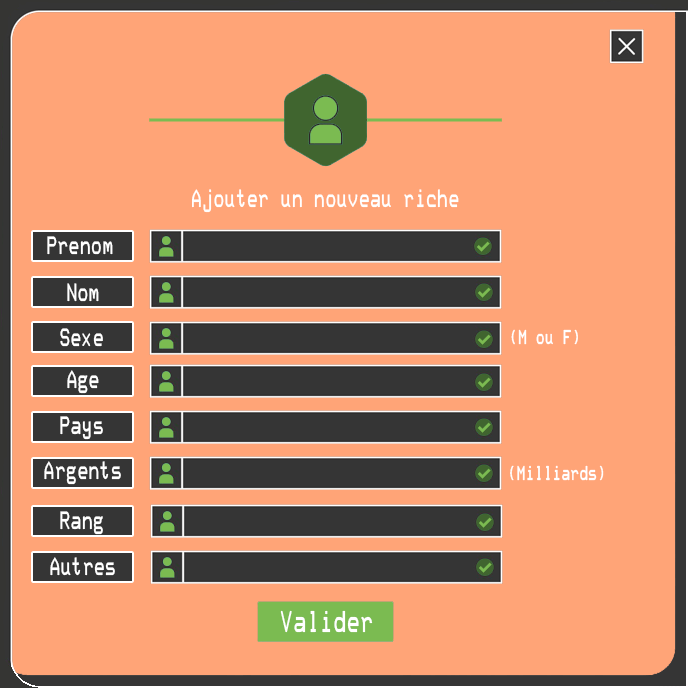 Ajouter un nouveau riche
Prenom
Nom
Sexe (M ou F)
Age
Pays
Argents (Milliards)
Rang
Autres
Valider